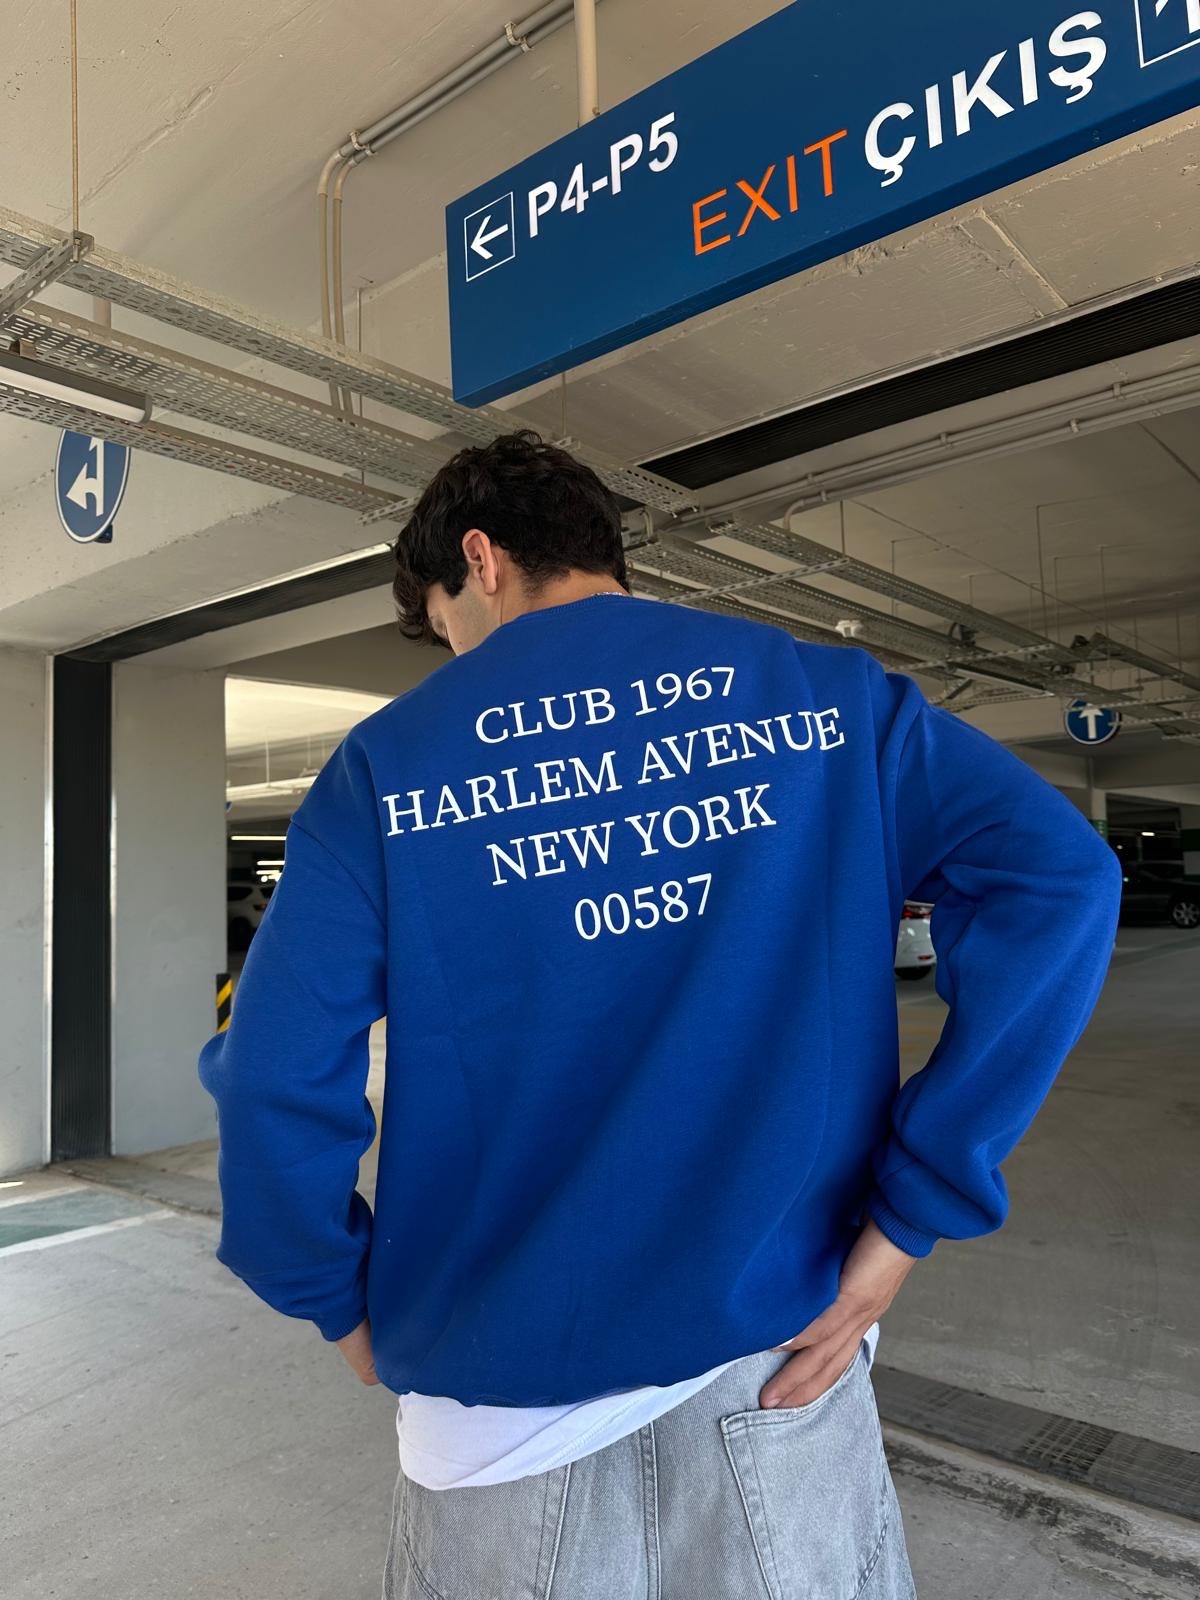 P4-P5
EXIT ÇIKIŞ
CLUB 1967
HARLEM AVENUE
NEW YORK
00587